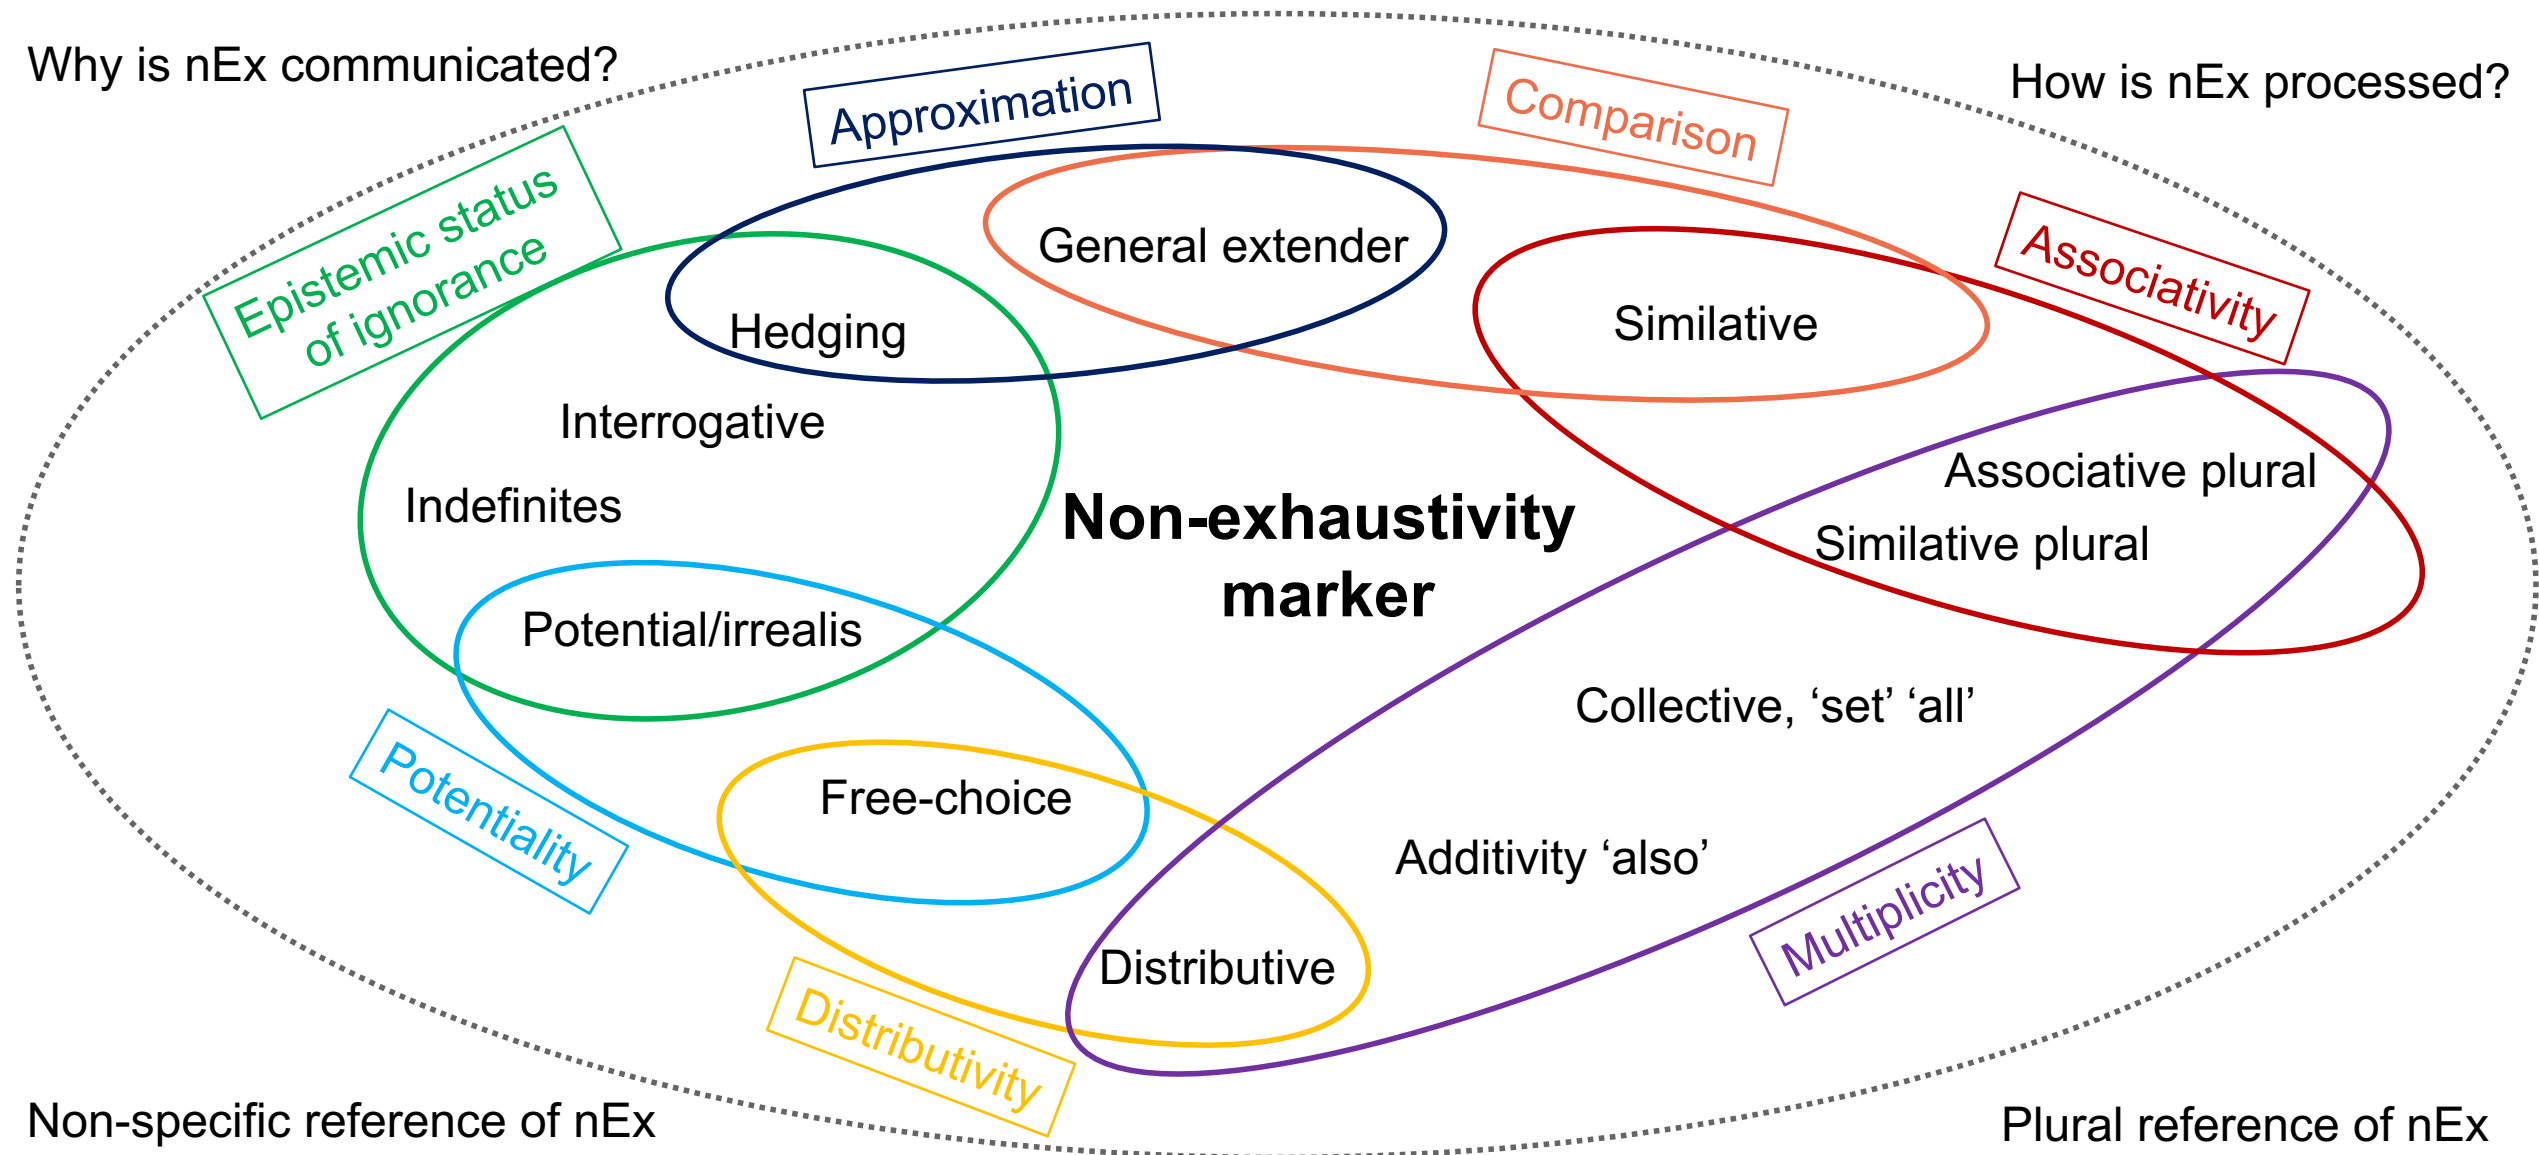 Why is nEx communicated?
How is nEx processed?
Approximation
Comparison
Epistemic status
of ignorance
Associativity
General extender
Hedging
Similative
Interrogative
Indefinites
Associative plural
Similative plural
Non-exhaustivity
marker
Potential/irrealis
Collective, ‘set’ ‘all’
Potentiality
Free-choice
Additivity ‘also’
Multiplicity
Distributive
Distributivity
Non-specific reference of nEx
Plural reference of nEx